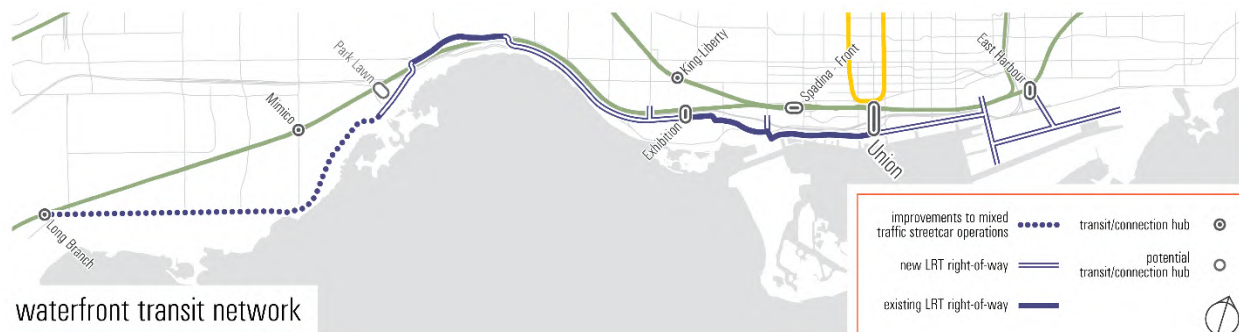 Long Branch
Mimico
Park Lawn
King Liberty
Exhibition
Spadina - Front
Union
East Harbour
waterfront transit network
improvements to mixed
traffic streetcar operations
new LRT right-of-way
existing LRT right-of-way
transit/connection hub
potential
transit/connection hub